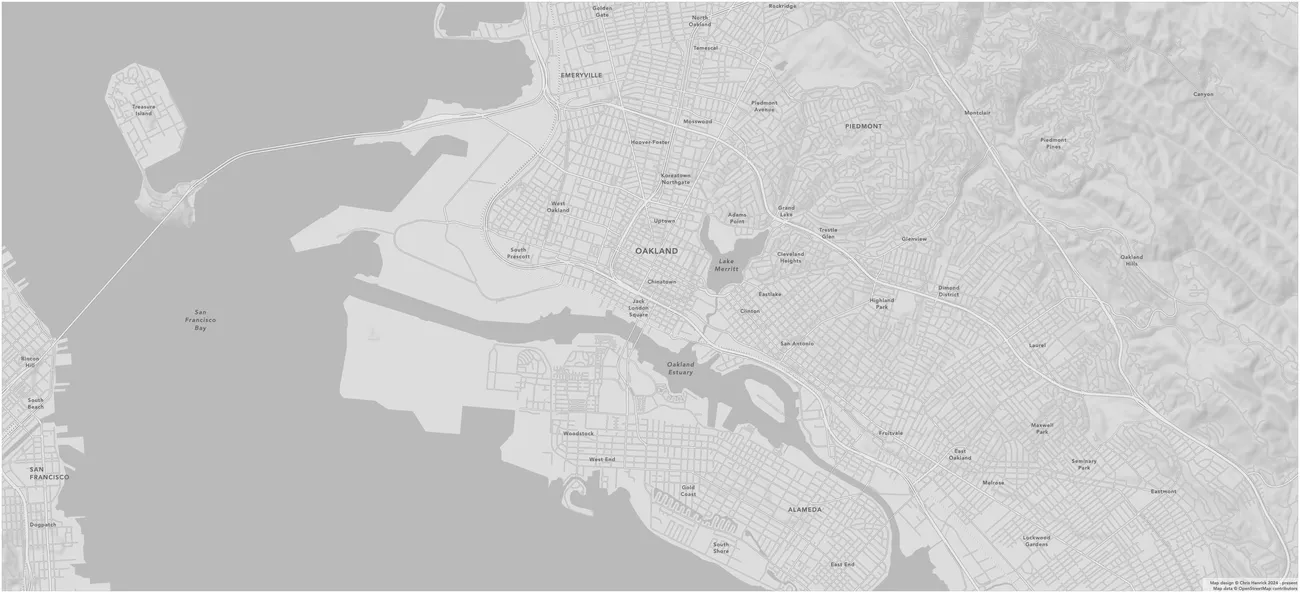 Golden
Gate
North
Oakland
Rockridge
Temescal
EMERYVILLE
Treasure
Island
Piedmont
Avenue
Canyon
Mosswood
PIEDMONT
Montclair
Hoover-Foster
Piedmont
Pines
Koreatown
Northgate
West
Oakland
Uptown
Adams
Point
Grand
Lake
Trestle
Glen
Glenview
South
Prescott
OAKLAND
Lake
Merritt
Cleveland
Heights
Oakland
Hills
Chinatown
Eastlake
Dimond
District
Highland
Park
Jack
London
Square
Clinton
San
Francisco
Bay
San Antonio
Laurel
Rincon
Hill
Oakland
Estuary
South
Beach
Woodstock
Fruitvale
Maxwell
Park
West End
East
Oakland
Seminary
Park
SAN
FRANCISCO
Melrose
Gold
Coast
Eastmont
ALAMEDA
Dogpatch
Lockwood
Gardens
South
Shore
East End
Map design © Chris Henrick 2024 - present
Map data © OpenStreetMap contributors